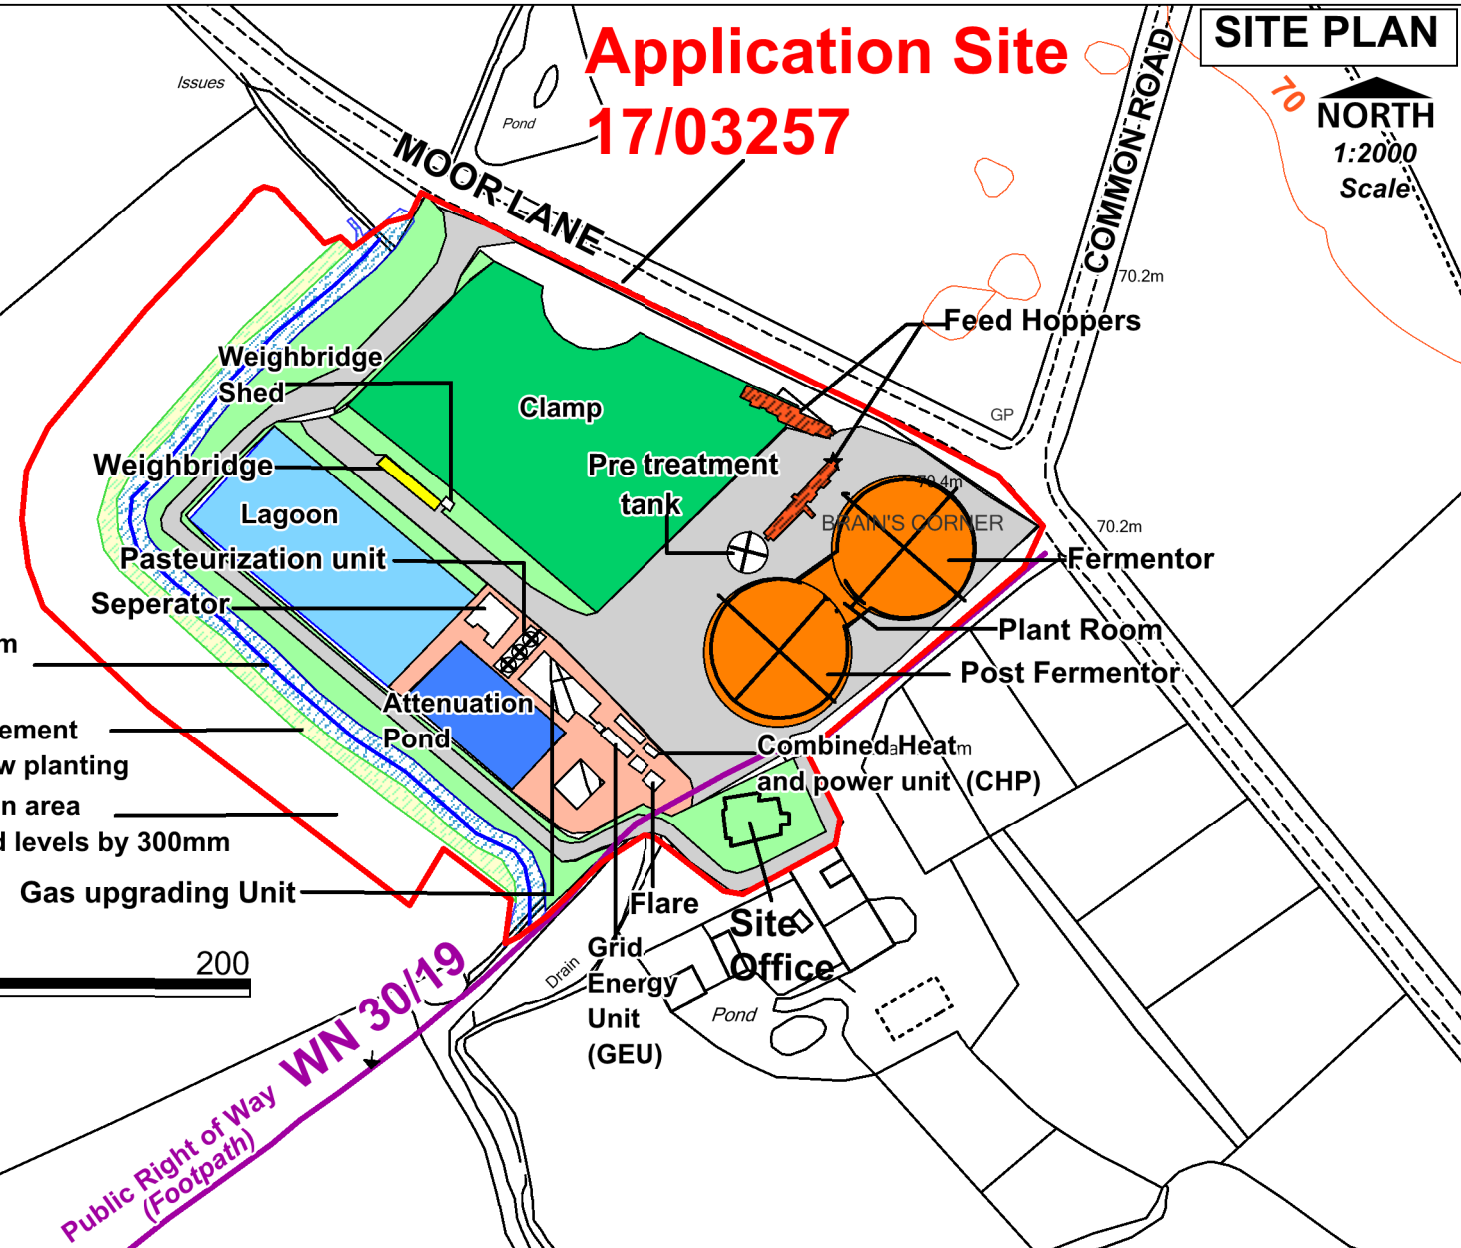 Application Site
17/03257
SITE PLAN
NORTH
1:2000
Scale
70
Issues
Pond
MOOR LANE
COMMON ROAD
70.2m
Feed Hoppers
GP
Weighbridge
Shed
Clamp
Weighbridge
Pre treatment
tank
70.4m
BRAIN'S CORNER
70.2m
Lagoon
Pasteurization unit
Fermentor
Seperator
Plant Room
Post Fermentor
m
Attenuation
Pond
ement
w planting
Combined Heat
and power unit (CHP)
n area
d levels by 300mm
Gas upgrading Unit
Flare
Site
Office
Grid
Energy
Unit
(GEU)
Drain
Pond
200
WN 30/19
Public Right of Way
(Footpath)